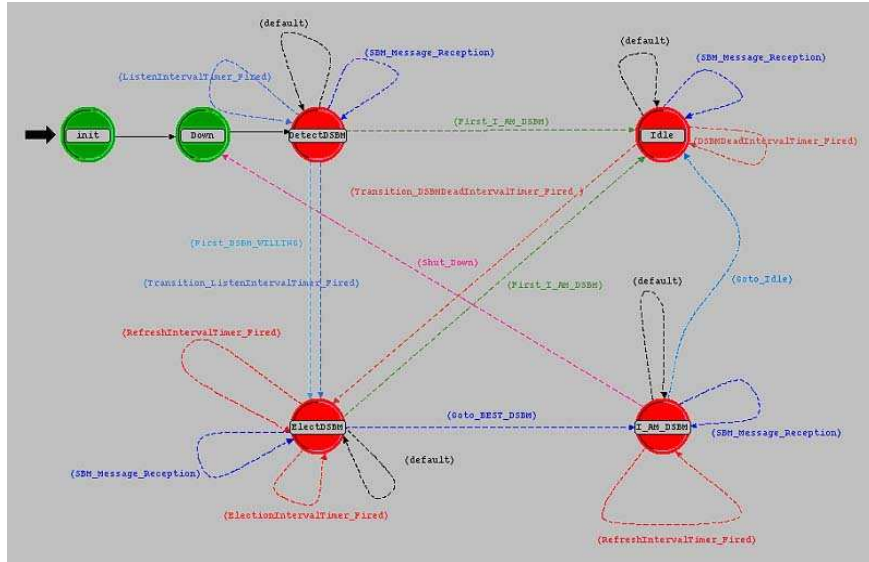 (default)
(default)
(SBM_Message_Reception)
(SBM_Message_Reception)
(ListenIntervalTimer_Fired)
(First_I_AM_DSBM)
init
Down
DetectDSBM
Idle
(DSBMDeadIntervalTimer_Fired)
(Transition_DSBMDeadIntervalTimer_Fired_)
(First_DSBM_WILLING)
(Shut_Down)
(Transition_ListenIntervalTimer_Fired)
(First_I_AM_DSBM)
(Goto_Idle)
(default)
(RefreshIntervalTimer_Fired)
(Goto_BEST_DSBM)
ElectDSBM
I_AM_DSBM
(SBM_Message_Reception)
(default)
(SBM_Message_Reception)
(ElectionIntervalTimer_Fired)
(RefreshIntervalTimer_Fired)